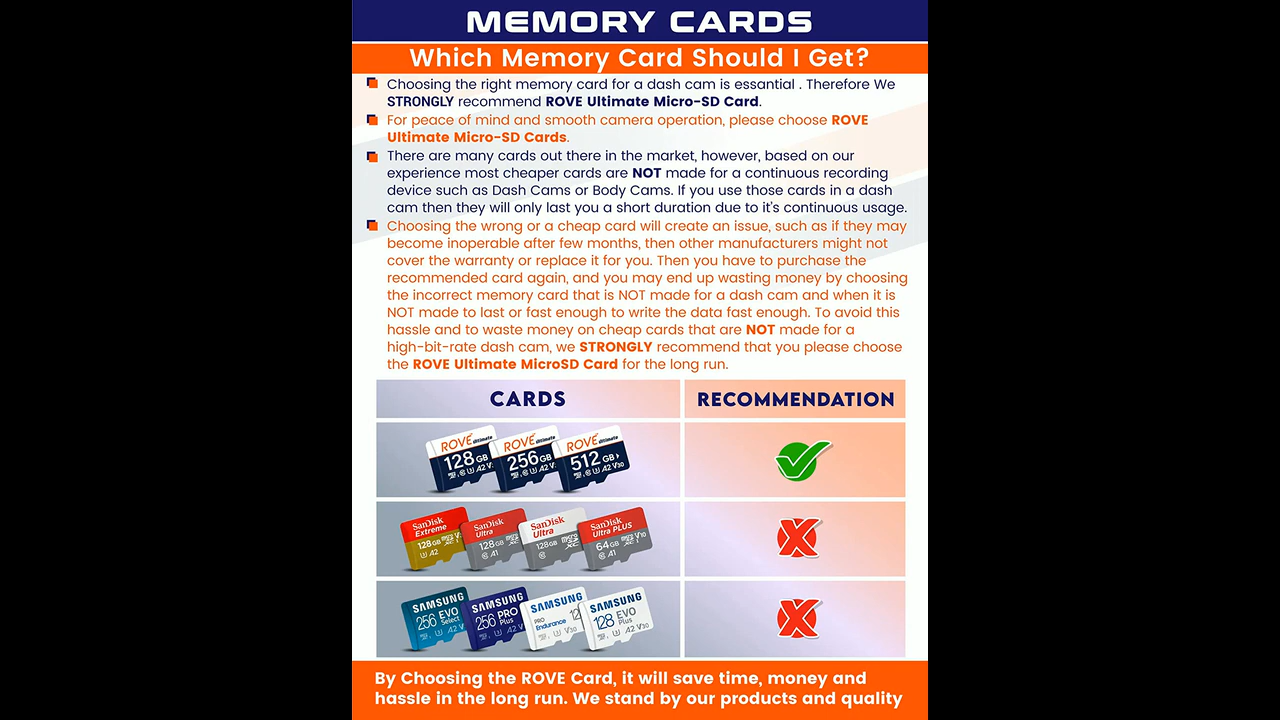 MEMORY CARDS
Which Memory Card Should I Get?
Choosing the right memory card for a dash cam is essantial . Therefore We
STRONGLY recommend ROVE Ultimate Micro-SD Card.
For peace of mind and smooth camera operation, please choose ROVE
Ultimate Micro-SD Cards.
There are many cards out there in the market, however, based on our
experience most cheaper cards are NOT made for a continuous recording
device such as Dash Cams or Body Cams. If you use those cards in a dash
cam then they will only last you a short duration due to it's continuous usage.
Choosing the wrong or a cheap card will create an issue, such as if they may
become inoperable after few months, then other manufacturers might not
cover the warranty or replace it for you. Then you have to purchase the
recommended card again, and you may end up wasting money by choosing
the incorrect memory card that is NOT made for a dash cam and when it is
NOT made to last or fast enough to write the data fast enough. To avoid this
hassle and to waste money on cheap cards that are NOT made for a
high-bit-rate dash cam, we STRONGLY recommend that you please choose
the ROVE Ultimate MicroSD Card for the long run.
CARDS RECOMMENDATION
ROVE Ultimate ROVE Ultimate ROVE Ultimate
128 GB 256 GB 512 GB
A2 A2 A2 V30
SanDisk SanDisk SanDisk SanDisk
Extreme Ultra Ultra Ultra PLUS
128 GB 128 GB 128 GB 64 GB V10
A2 A1 A1
SAMSUNG SAMSUNG SAMSUNG SAMSUNG
256 EVO Select 256 PRO Plus PRO Endurance 128 EVO Plus
A2 A2 V30 A2 V30
By Choosing the ROVE Card, it will save time, money and
hassle in the long run. We stand by our products and quality